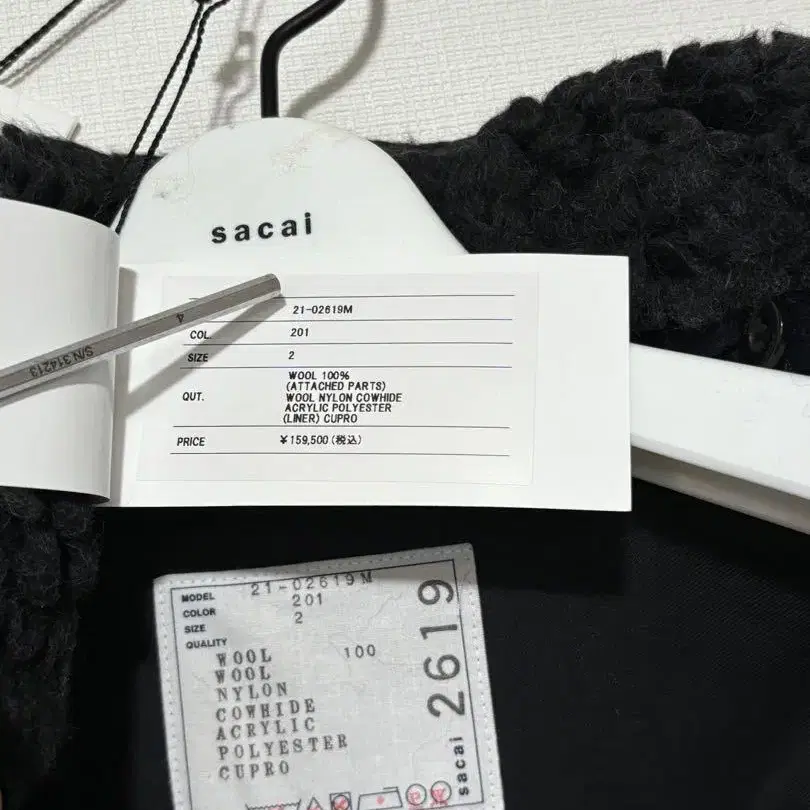 sacai
21-02619M
COL. 201
SIZE 2
QUT. WOOL 100%
(ATTACHED PARTS)
WOOL NYLON COWHIDE
ACRYLIC POLYESTER
(LINER) CUPRO
PRICE ¥159,500(税込)
4
S/N 314213
MODEL 21-02619M
COLOR 201
SIZE 2
QUALITY
WOOL 100
WOOL
NYLON
COWHIDE
ACRYLIC
POLYESTER
CUPRO
sacai 2619